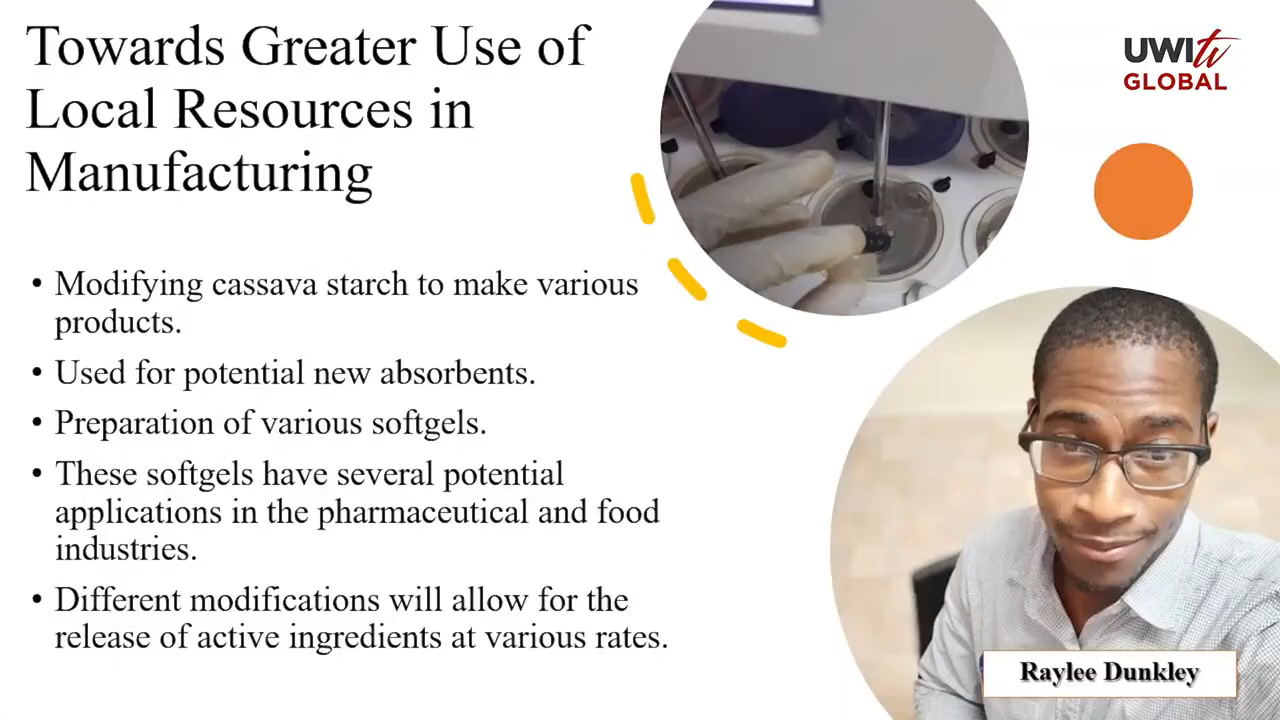 Towards Greater Use of
Local Resources in
Manufacturing
UWI tv
GLOBAL
• Modifying cassava starch to make various
products.
• Used for potential new absorbents.
• Preparation of various softgels.
• These softgels have several potential
applications in the pharmaceutical and food
industries.
• Different modifications will allow for the
release of active ingredients at various rates.
Raylee Dunkley